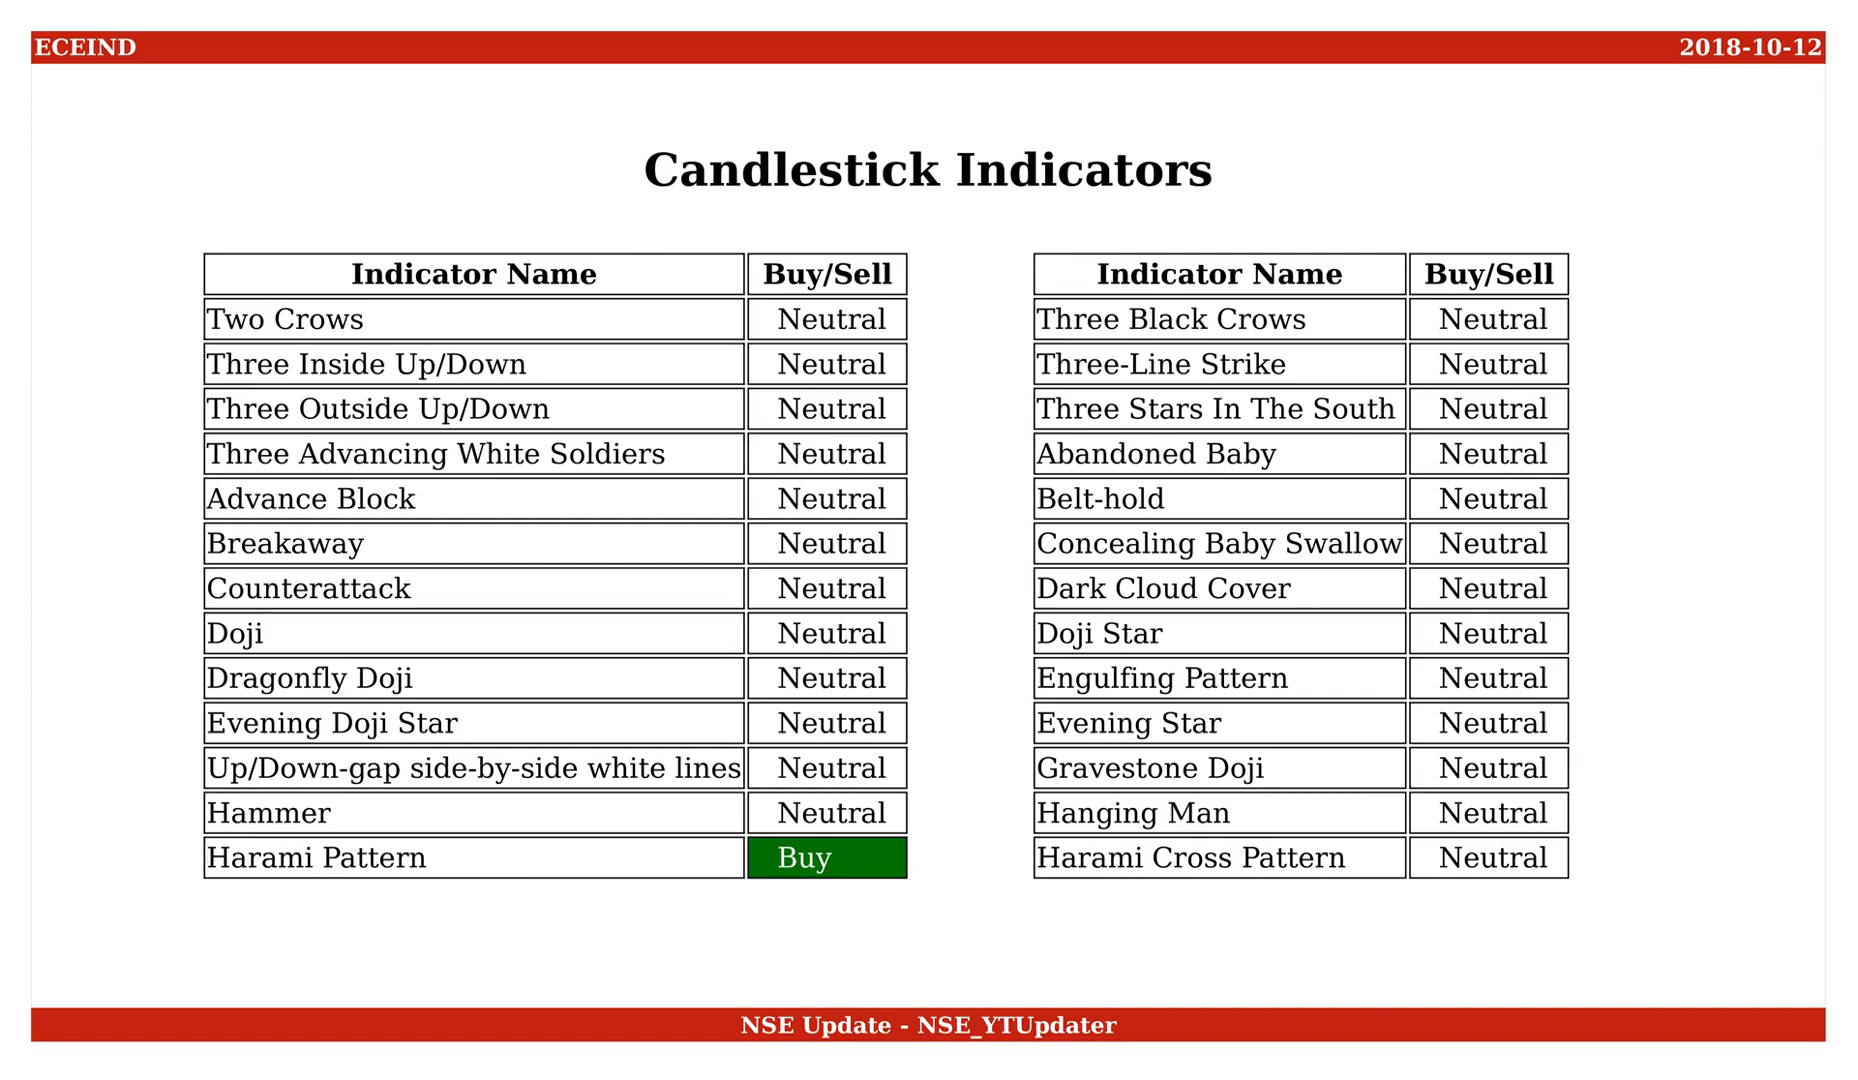 ECEIND 2018-10-12
Candlestick Indicators
Indicator Name Buy/Sell
Two Crows Neutral
Three Inside Up/Down Neutral
Three Outside Up/Down Neutral
Three Advancing White Soldiers Neutral
Advance Block Neutral
Breakaway Neutral
Counterattack Neutral
Doji Neutral
Dragonfly Doji Neutral
Evening Doji Star Neutral
Up/Down-gap side-by-side white lines Neutral
Hammer Neutral
Harami Pattern Buy
Indicator Name Buy/Sell
Three Black Crows Neutral
Three-Line Strike Neutral
Three Stars In The South Neutral
Abandoned Baby Neutral
Belt-hold Neutral
Concealing Baby Swallow Neutral
Dark Cloud Cover Neutral
Doji Star Neutral
Engulfing Pattern Neutral
Evening Star Neutral
Gravestone Doji Neutral
Hanging Man Neutral
Harami Cross Pattern Neutral
NSE Update - NSE_YTUpdater